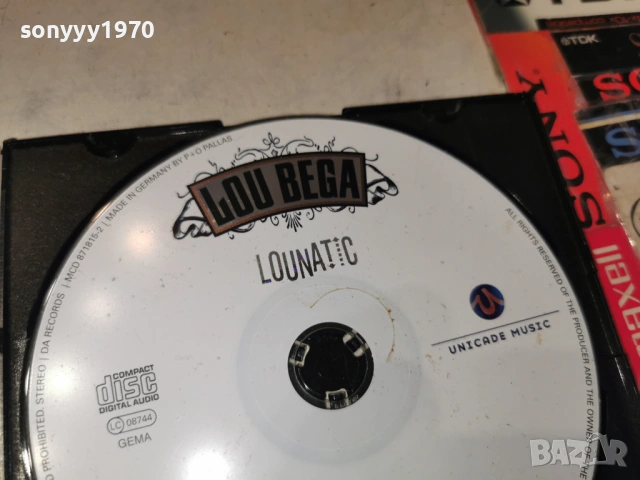 sonyyy1970
TDK
SONY
maxell
LOU BEGA
LOUNATIC
UNICADE MUSIC
COMPACT
disc
DIGITAL AUDIO
LC 08744
GEMA
PROHIBITED. STEREO | DA RECORDS | MCD 871815-2 | MADE IN GERMANY BY P+O PALLAS
ALL RIGHTS RESERVED OF THE PRODUCER AND THE OWNER OF THE
BAZAR